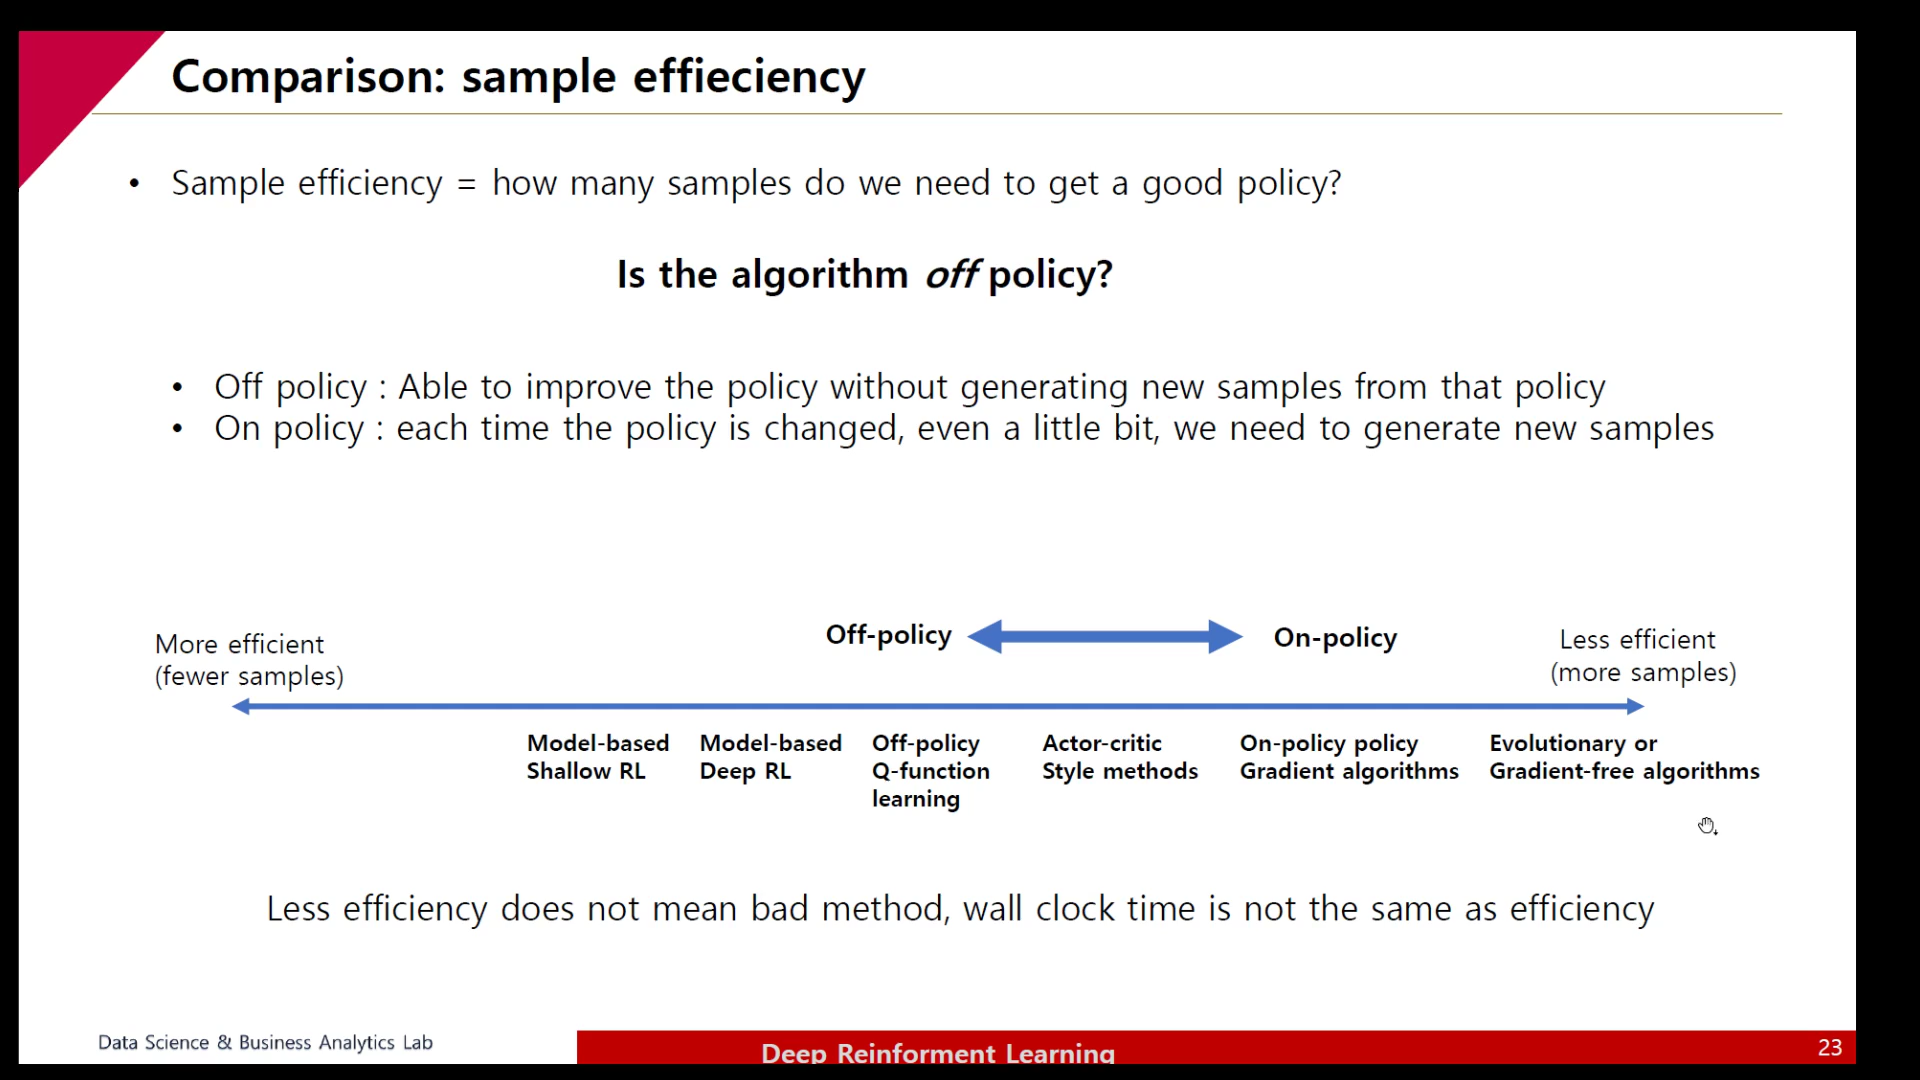 Comparison: sample effieciency
• Sample efficiency = how many samples do we need to get a good policy?
Is the algorithm off policy?
• Off policy : Able to improve the policy without generating new samples from that policy
• On policy : each time the policy is changed, even a little bit, we need to generate new samples
More efficient
(fewer samples)
Off-policy
On-policy
Less efficient
(more samples)
Model-based
Shallow RL
Model-based
Deep RL
Off-policy
Q-function
learning
Actor-critic
Style methods
On-policy policy
Gradient algorithms
Evolutionary or
Gradient-free algorithms
Less efficiency does not mean bad method, wall clock time is not the same as efficiency
Data Science & Business Analytics Lab
Deep Reinforment Learning
23